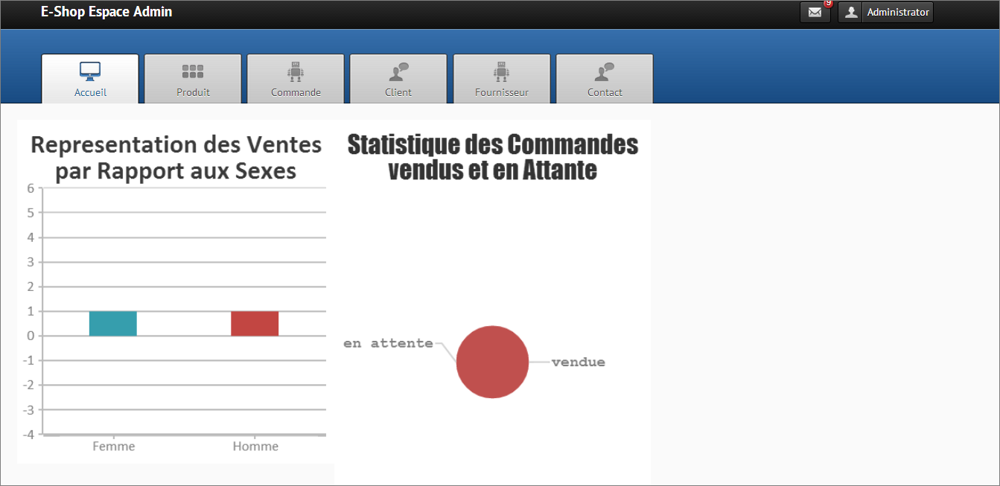 E-Shop Espace Admin
9
Administrator
Accueil
Produit
Commande
Client
Fournisseur
Contact
Representation des Ventes
par Rapport aux Sexes
6
5
4
3
2
1
0
-1
-2
-3
-4
Femme
Homme
Statistique des Commandes
vendus et en Attante
en attente
vendue